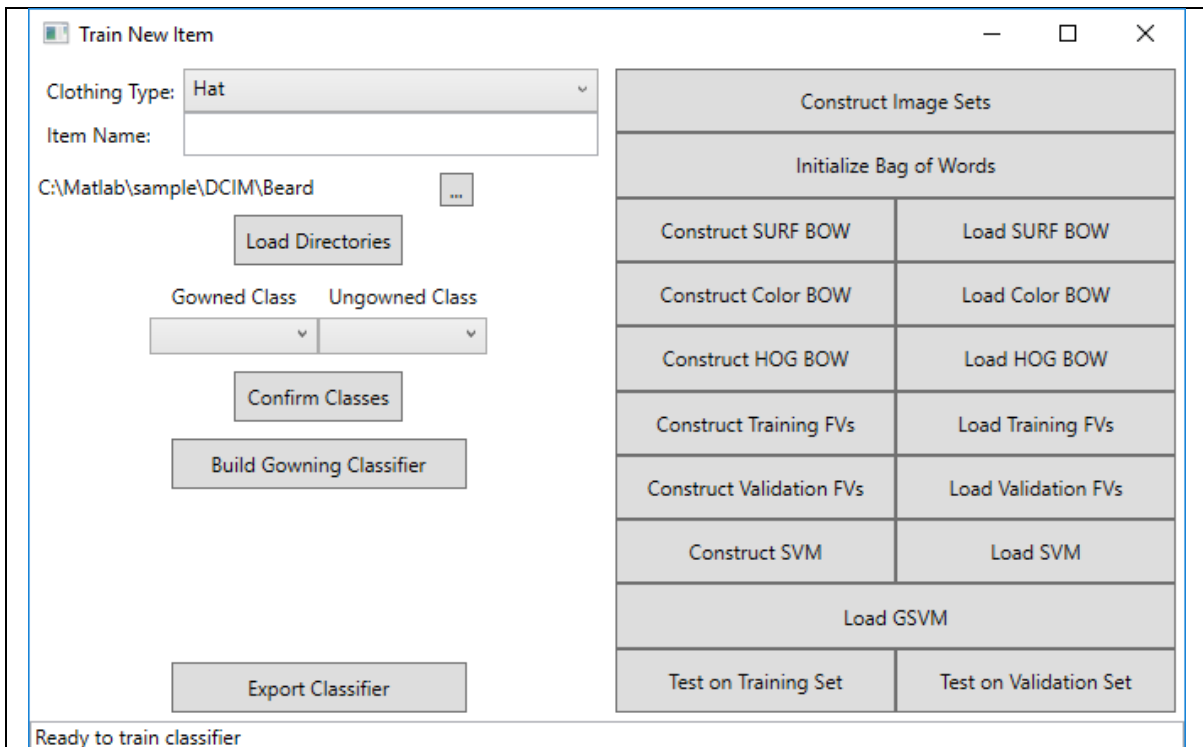 Train New Item
Clothing Type: Hat
Item Name:
C:\Matlab\sample\DCIM\Beard ...
Load Directories
Gowned Class Ungowned Class
Confirm Classes
Build Gowning Classifier
Export Classifier
Construct Image Sets
Initialize Bag of Words
Construct SURF BOW Load SURF BOW
Construct Color BOW Load Color BOW
Construct HOG BOW Load HOG BOW
Construct Training FVs Load Training FVs
Construct Validation FVs Load Validation FVs
Construct SVM Load SVM
Load GSVM
Test on Training Set Test on Validation Set
Ready to train classifier